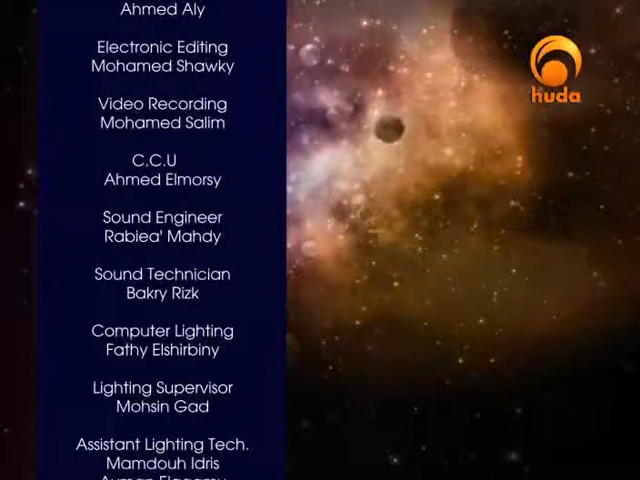 Ahmed Aly
Electronic Editing
Mohamed Shawky
Video Recording
Mohamed Salim
C.C.U
Ahmed Elmorsy
Sound Engineer
Rabiea' Mahdy
Sound Technician
Bakry Rizk
Computer Lighting
Fathy Elshirbiny
Lighting Supervisor
Mohsin Gad
Assistant Lighting Tech.
Mamdouh Idris
huda